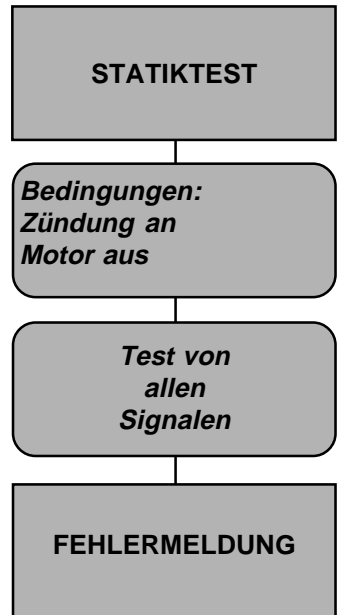 STATIKTEST
Bedingungen:
Zündung an
Motor aus
Test von
allen
Signalen
FEHLERMELDUNG